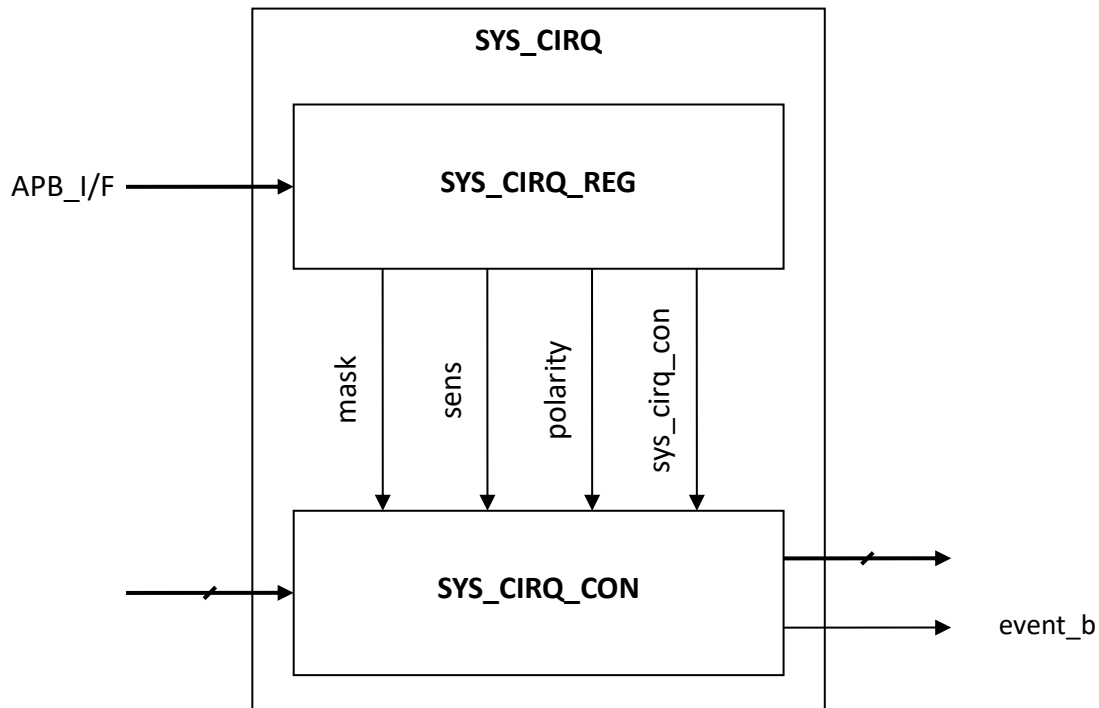 SYS_CIRQ
APB_I/F
SYS_CIRQ_REG
mask
sens
polarity
sys_cirq_con
SYS_CIRQ_CON
event_b